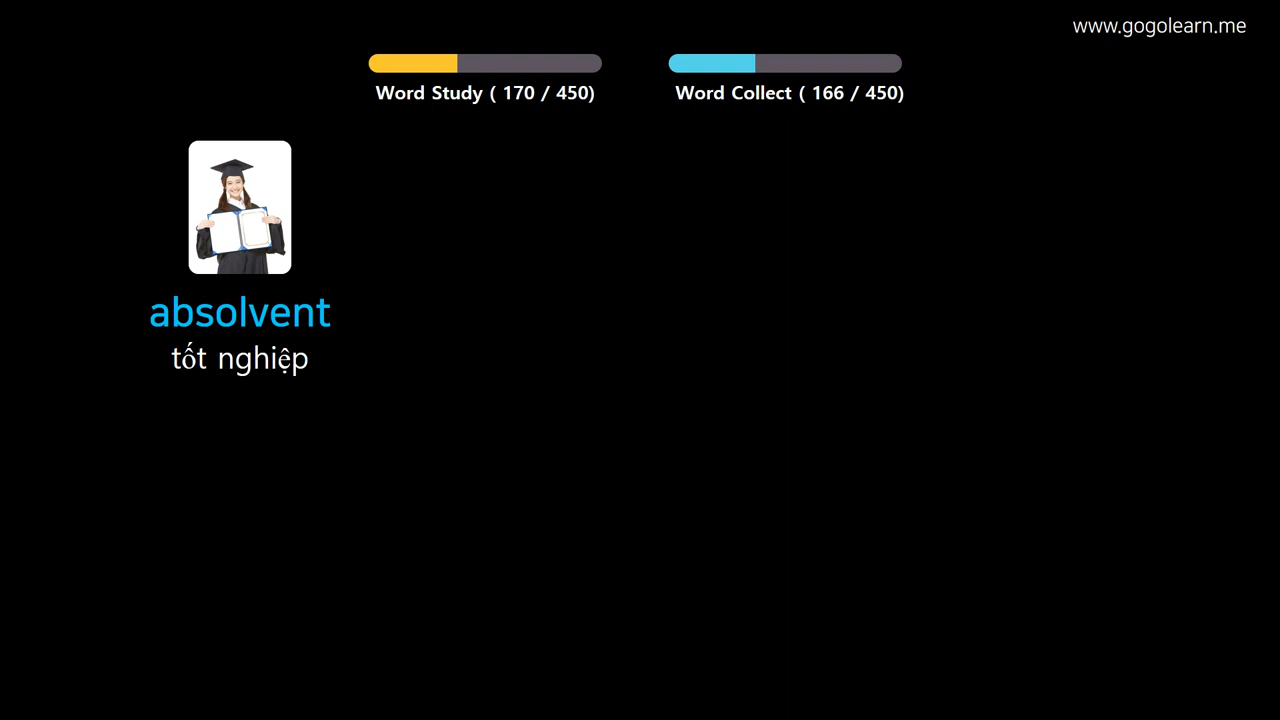 www.gogolearn.me
Word Study ( 170 / 450)
Word Collect ( 166 / 450)
absolvent
tốt nghiệp